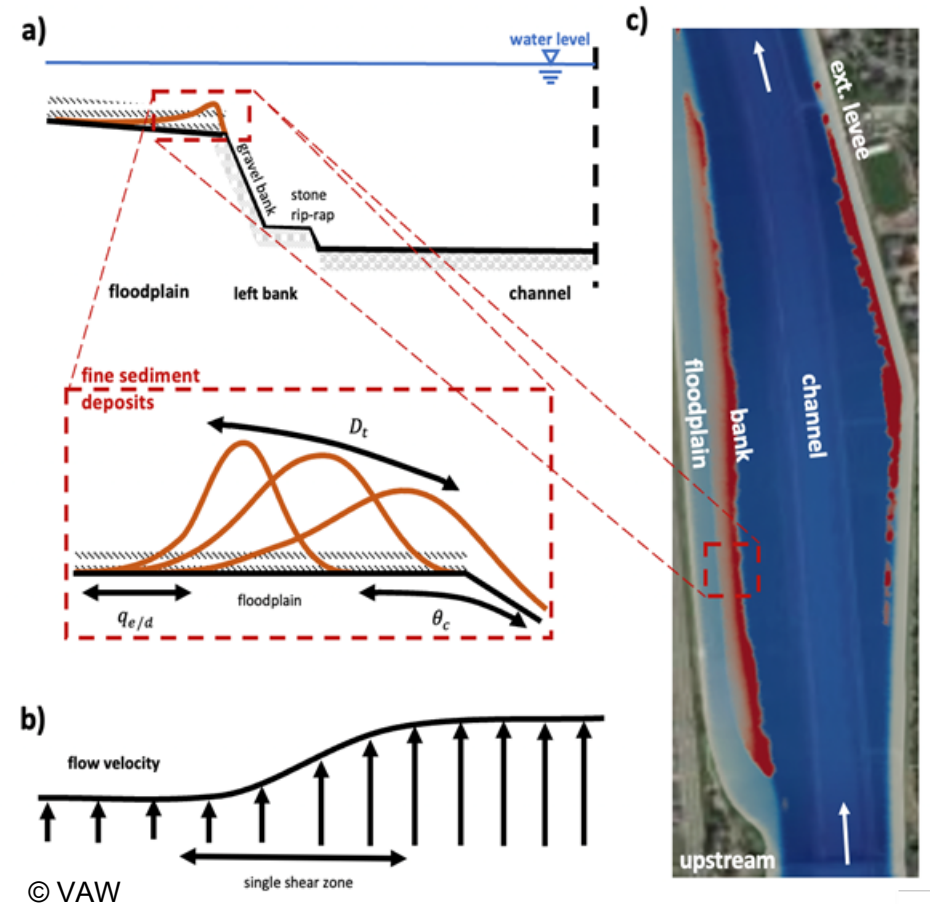 a)
water level
gravel bank
stone
rip-rap
floodplain
left bank
channel
fine sediment
deposits
D_t
floodplain
q_e/d
θ_c
b)
flow velocity
single shear zone
© VAW
c)
ext. levee
floodplain
bank
channel
upstream